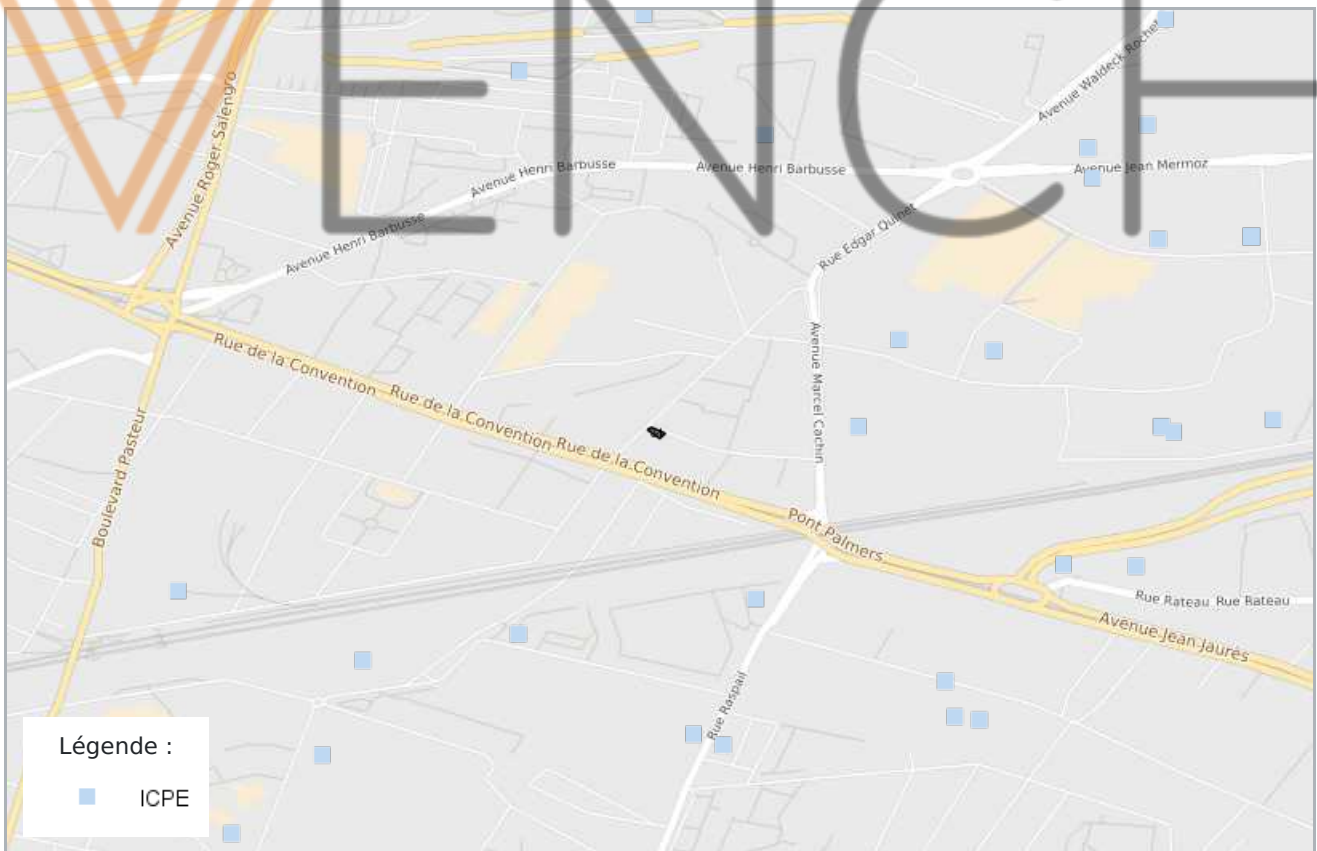 VENCH
Avenue Waldeck Rochet
Avenue Roger Salengro
Avenue Henri Barbusse
Avenue Henri Barbusse
Avenue Jean Mermoz
Avenue Henri Barbusse
Rue Edgar Quinet
Rue de la Convention
Rue de la Convention
Rue de la Convention
Avenue Marcel Cachin
Boulevard Pasteur
Pont Palmers
Rue Rateau Rue Rateau
Avenue Jean Jaurès
Rue Raspail
Légende :
ICPE